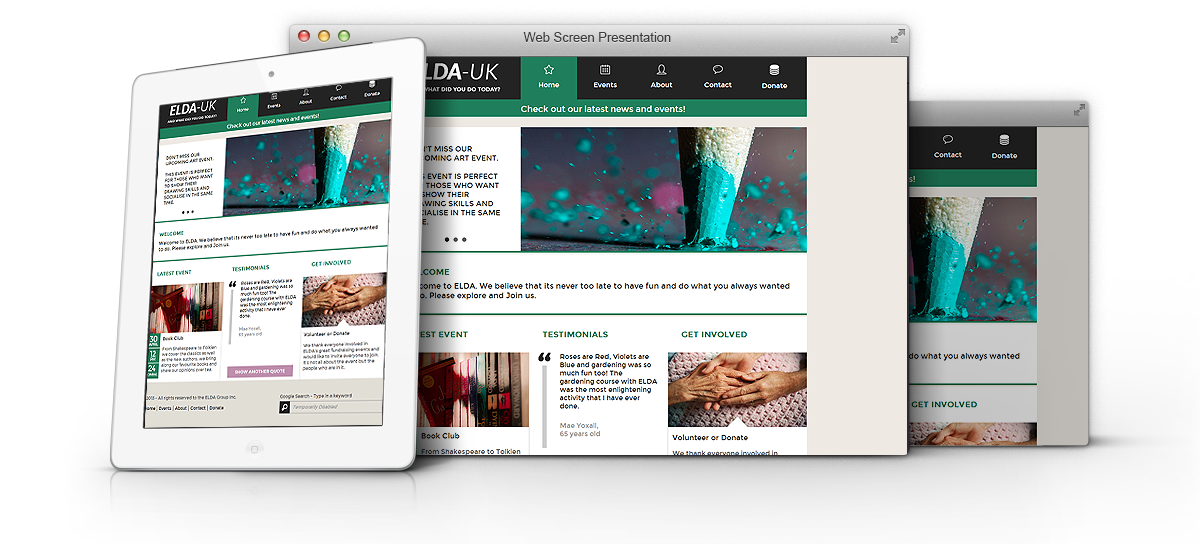 Web Screen Presentation
ELDA-UK
AND WHAT DID YOU DO TODAY?
Home
Events
About
Contact
Donate
Check out our latest news and events!
DON'T MISS OUR
UPCOMING ART EVENT.
THIS EVENT IS PERFECT
FOR THOSE WHO WANT
TO SHOW THEIR
DRAWING SKILLS AND
SOCIALISE IN THE SAME
TIME.
WELCOME
Welcome to ELDA. We believe that its never too late to have fun and do what you always wanted
to do. Please explore and Join us.
LATEST EVENT
TESTIMONIALS
GET INVOLVED
30
APRIL
12
24
Book Club
From Shakespeare to Tolkien
we cover the classics as well
as the new authors, we bring
along our favourite books and
share our opinions over tea.
Roses are Red, Violets are
Blue and gardening was so
much fun too! The
gardening course with ELDA
was the most enlightening
activity that I have ever
done.
Mae Yoxall,
65 years old
SHOW ANOTHER QUOTE
Volunteer or Donate
We thank everyone involved in
ELDA's great fundraising events and
would like to invite everyone to join.
It's not all about the event but the
people who are in it.
2013 - All rights reserved to the ELDA Group Inc.
Home | Events | About | Contact | Donate
Google Search - Type in a keyword
Temporarily Disabled
LDA-UK
WHAT DID YOU DO TODAY?
Home
Events
About
Contact
Donate
Check out our latest news and events!
'T MISS OUR
COMING ART EVENT.
S EVENT IS PERFECT
THOSE WHO WANT
SHOW THEIR
AWING SKILLS AND
CIALISE IN THE SAME
E.
LCOME
come to ELDA. We believe that its never too late to have fun and do what you always wanted
o. Please explore and Join us.
EST EVENT
TESTIMONIALS
GET INVOLVED
Book Club
From Shakespeare to Tolkien
Roses are Red, Violets are
Blue and gardening was so
much fun too! The
gardening course with ELDA
was the most enlightening
activity that I have ever
done.
Mae Yoxall,
65 years old
Volunteer or Donate
We thank everyone involved in
Contact
Donate
s!
do what you always wanted
GET INVOLVED